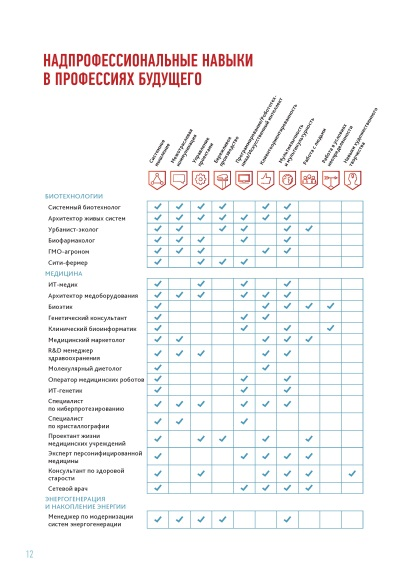 НАДПРОФЕССИОНАЛЬНЫЕ НАВЫКИ
В ПРОФЕССИЯХ БУДУЩЕГО
Системное
мышление
Межотраслевая
коммуникация
Управление
проектами
Бережливое
производство
Программирование/Робототех-
ника/Искусственный интеллект
Клиентоориентированность
Мультиязычность
и мультикультурность
Работа с людьми
Работа в условиях
неопределенности
Навыки художественного
творчества
БИОТЕХНОЛОГИИ
Системный биотехнолог
Архитектор живых систем
Урбанист-эколог
Биофармаколог
ГМО-агроном
Сити-фермер
МЕДИЦИНА
ИТ-медик
Архитектор медоборудования
Биоэтик
Генетический консультант
Клинический биоинформатик
Медицинский маркетолог
R&D менеджер
здравоохранения
Молекулярный диетолог
Оператор медицинских роботов
ИТ-генетик
Специалист
по киберпротезированию
Специалист
по кристаллографии
Проектант жизни
медицинских учреждений
Эксперт персонифицированной
медицины
Консультант по здоровой
старости
Сетевой врач
ЭНЕРГОГЕНЕРАЦИЯ
И НАКОПЛЕНИЕ ЭНЕРГИИ
Менеджер по модернизации
систем энергогенерации
12